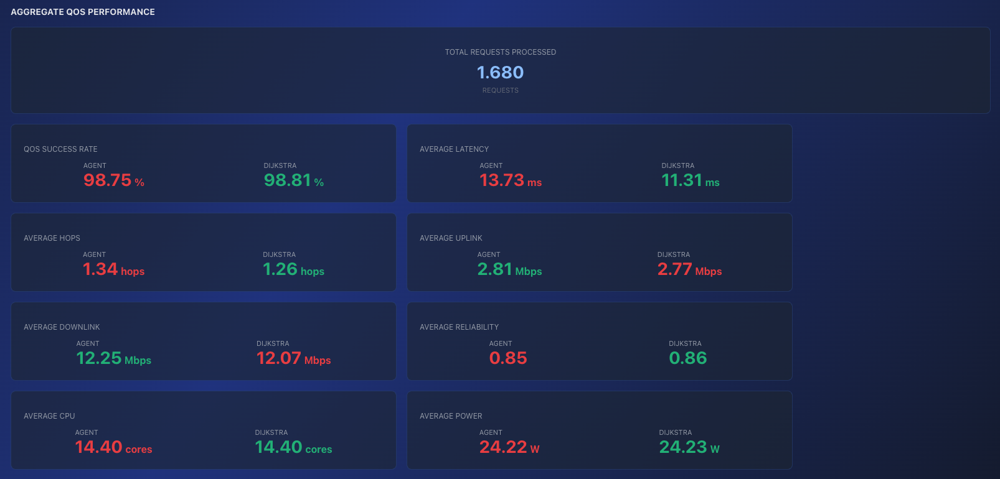 AGGREGATE QOS PERFORMANCE
TOTAL REQUESTS PROCESSED
1.680
REQUESTS
QOS SUCCESS RATE
AGENT
98.75 %
DIJKSTRA
98.81 %
AVERAGE LATENCY
AGENT
13.73 ms
DIJKSTRA
11.31 ms
AVERAGE HOPS
AGENT
1.34 hops
DIJKSTRA
1.26 hops
AVERAGE UPLINK
AGENT
2.81 Mbps
DIJKSTRA
2.77 Mbps
AVERAGE DOWNLINK
AGENT
12.25 Mbps
DIJKSTRA
12.07 Mbps
AVERAGE RELIABILITY
AGENT
0.85
DIJKSTRA
0.86
AVERAGE CPU
AGENT
14.40 cores
DIJKSTRA
14.40 cores
AVERAGE POWER
AGENT
24.22 W
DIJKSTRA
24.23 W